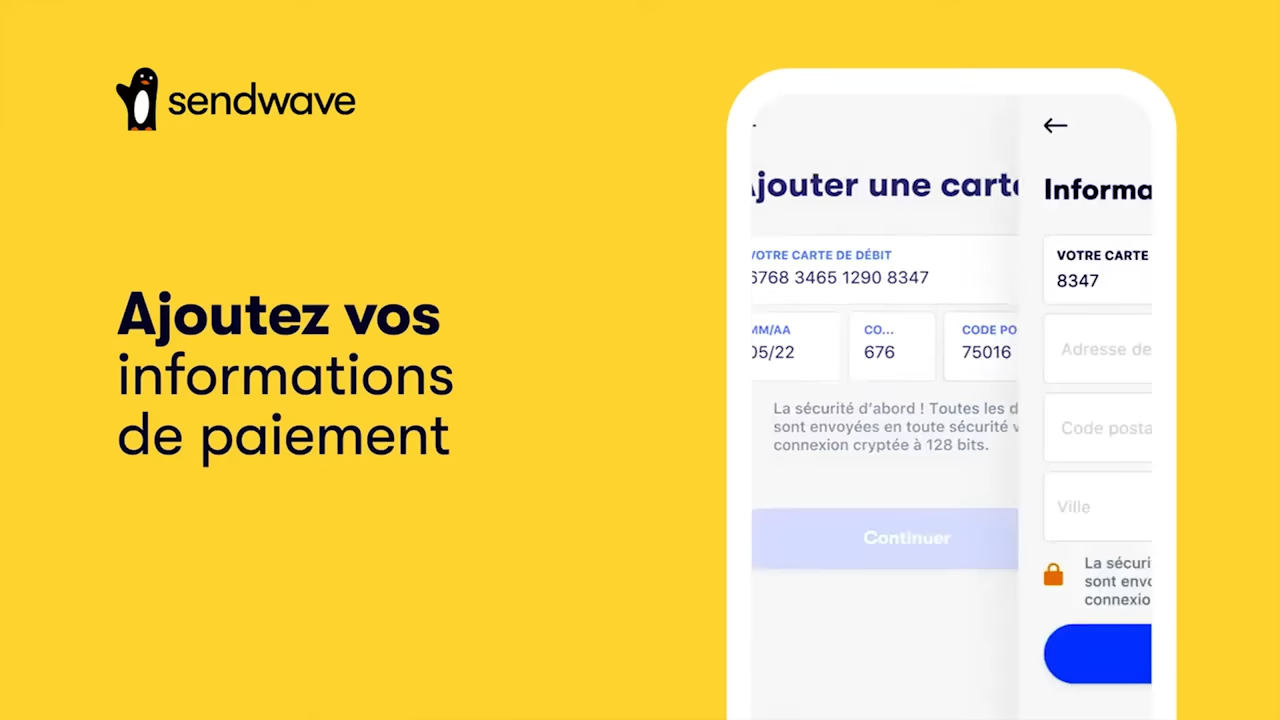 sendwave
Ajoutez vos
informations
de paiement
Ajouter une carte
VOTRE CARTE DE DÉBIT
6768 3465 1290 8347
MM/AA
05/22
CO...
676
CODE PO
75016
La sécurité d'abord ! Toutes les d
sont envoyées en toute sécurité v
connexion cryptée à 128 bits.
Continuer
Informa
VOTRE CARTE
8347
Adresse de
Code posta
Ville
La sécuri
sont envo
connexio